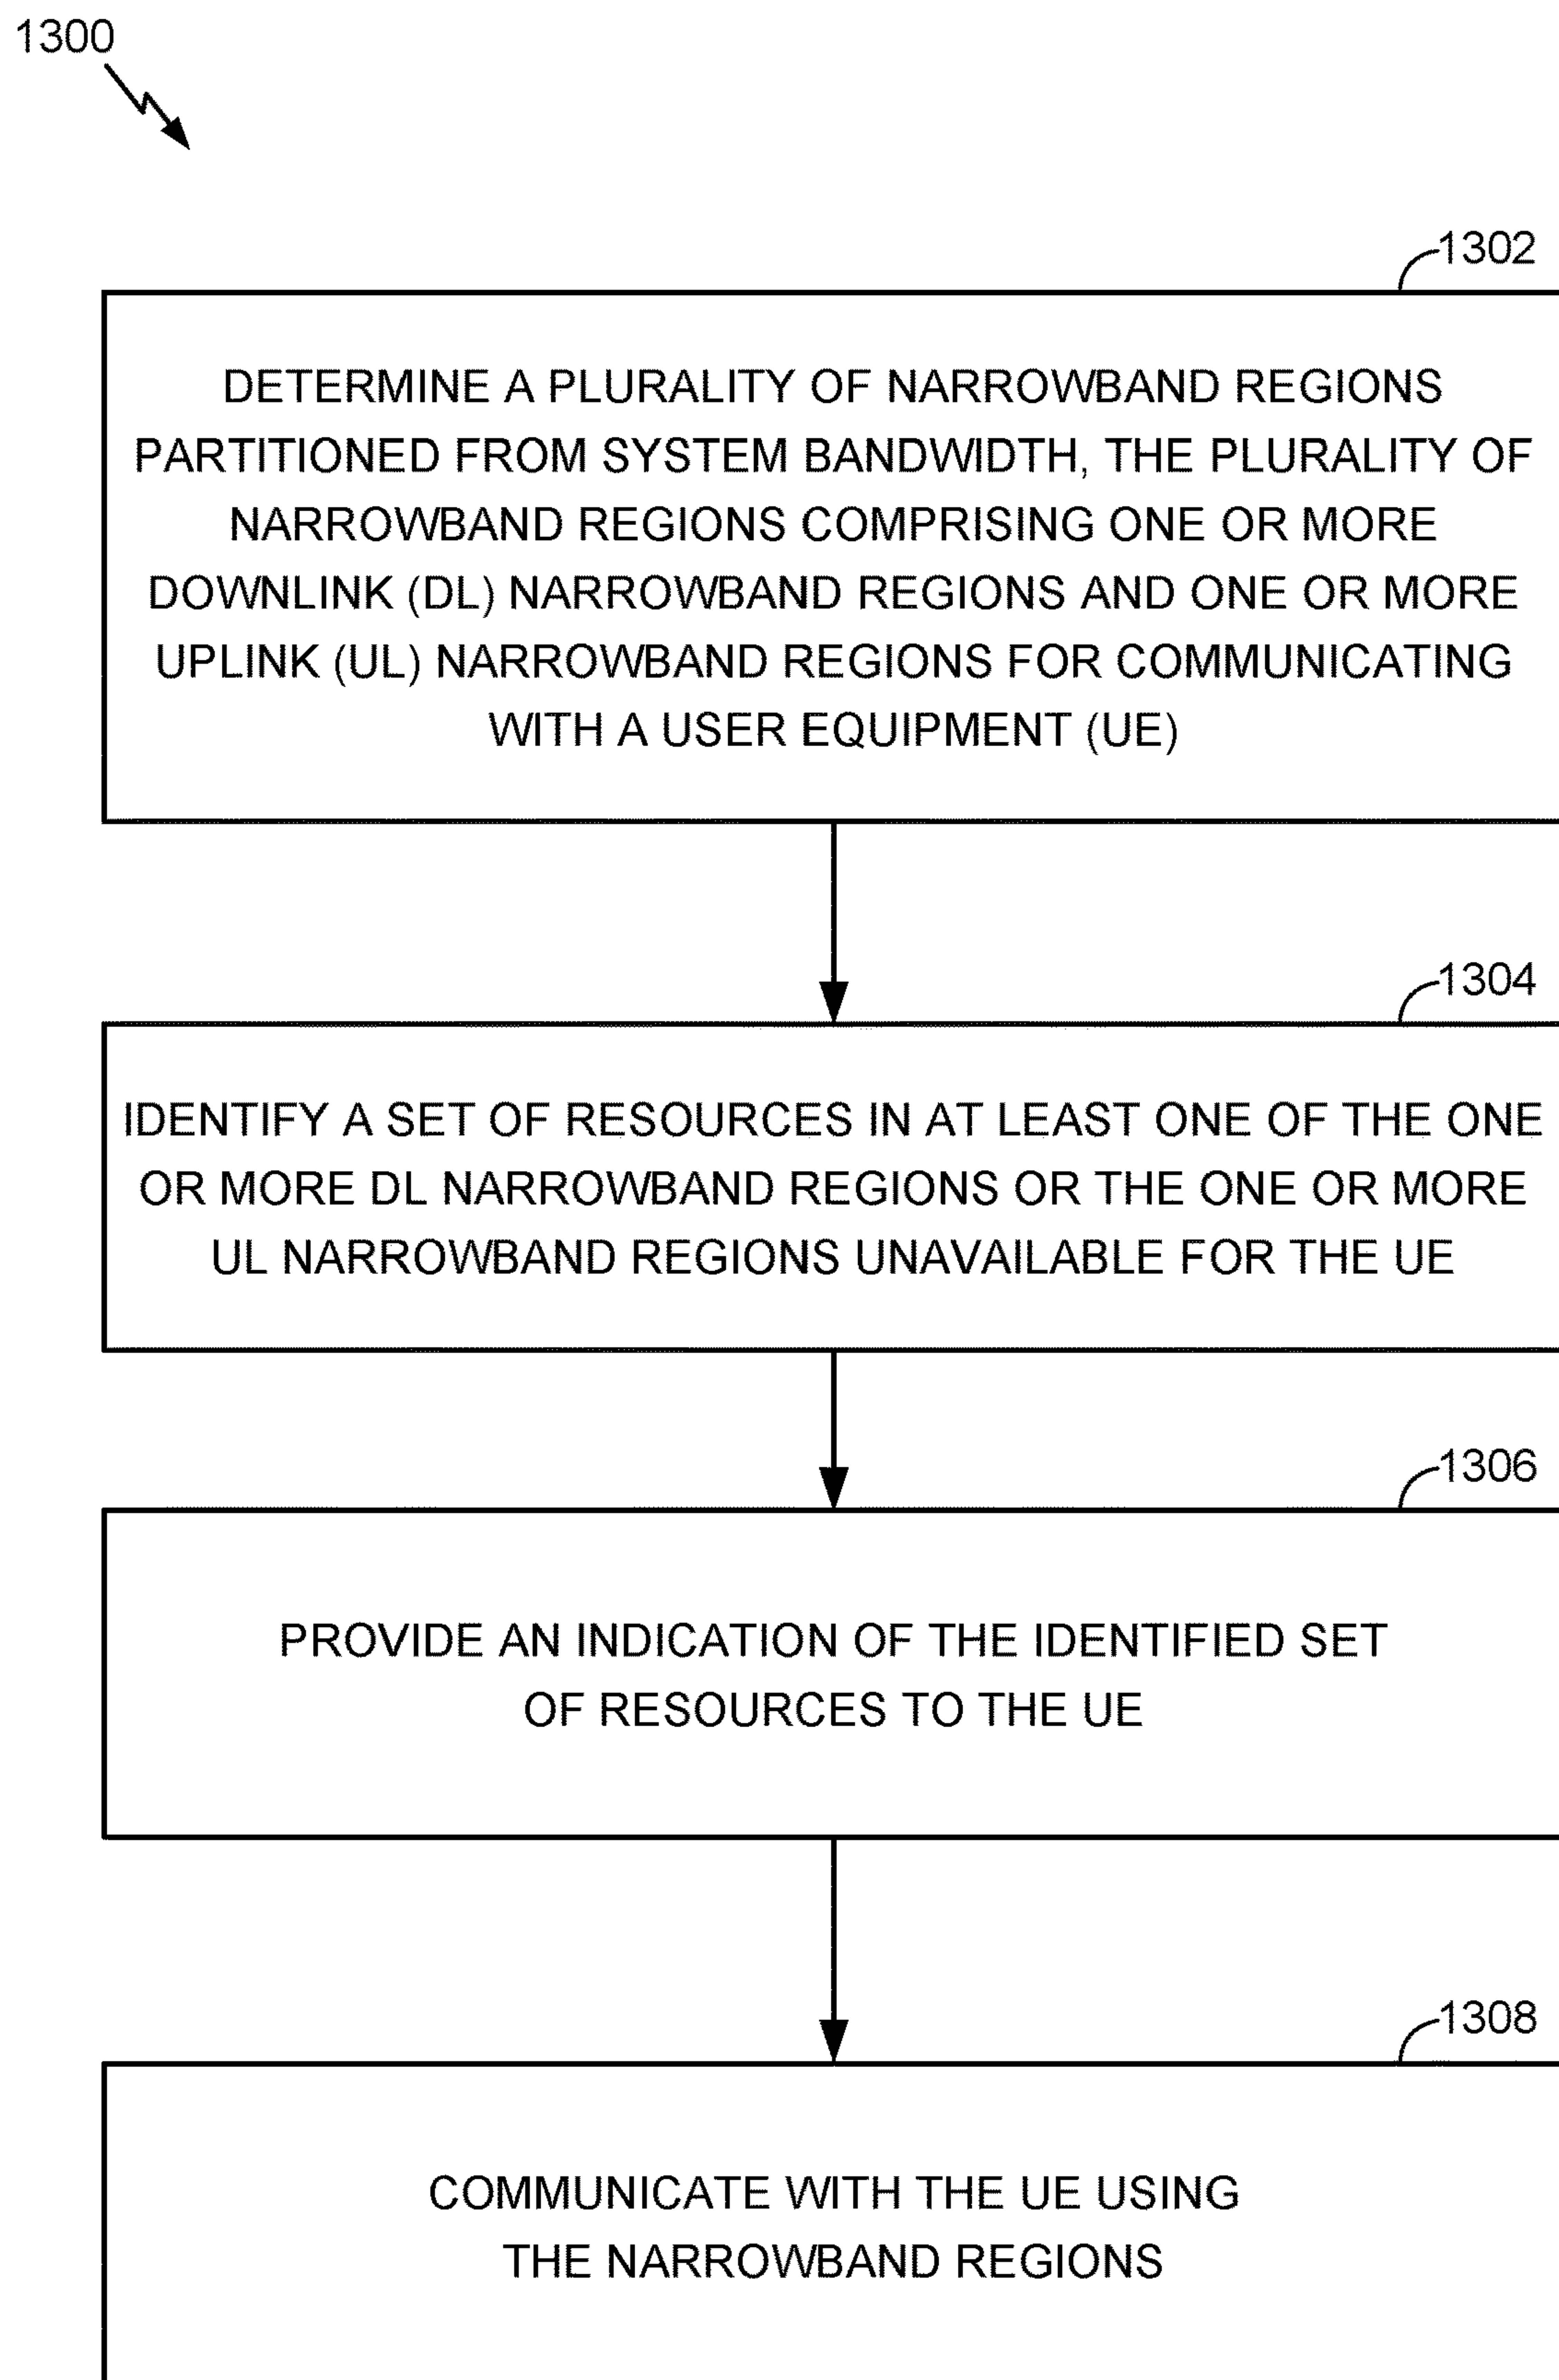 1300
1302
DETERMINE A PLURALITY OF NARROWBAND REGIONS
PARTITIONED FROM SYSTEM BANDWIDTH, THE PLURALITY OF
NARROWBAND REGIONS COMPRISING ONE OR MORE
DOWNLINK (DL) NARROWBAND REGIONS AND ONE OR MORE
UPLINK (UL) NARROWBAND REGIONS FOR COMMUNICATING
WITH A USER EQUIPMENT (UE)
1304
IDENTIFY A SET OF RESOURCES IN AT LEAST ONE OF THE ONE
OR MORE DL NARROWBAND REGIONS OR THE ONE OR MORE
UL NARROWBAND REGIONS UNAVAILABLE FOR THE UE
1306
PROVIDE AN INDICATION OF THE IDENTIFIED SET
OF RESOURCES TO THE UE
1308
COMMUNICATE WITH THE UE USING
THE NARROWBAND REGIONS